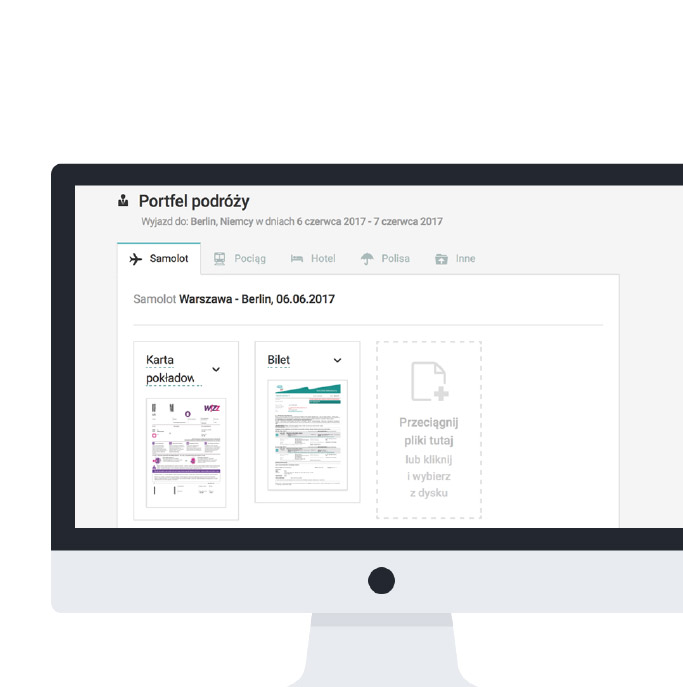 Portfel podróży
Wyjazd do: Berlin, Niemcy w dniach 6 czerwca 2017 - 7 czerwca 2017
Samolot Pociąg Hotel Polisa Inne
Samolot Warszawa - Berlin, 06.06.2017
Karta
pokładow
Bilet
Przeciągnij
pliki tutaj
lub kliknij
i wybierz
z dysku
W!ZZ